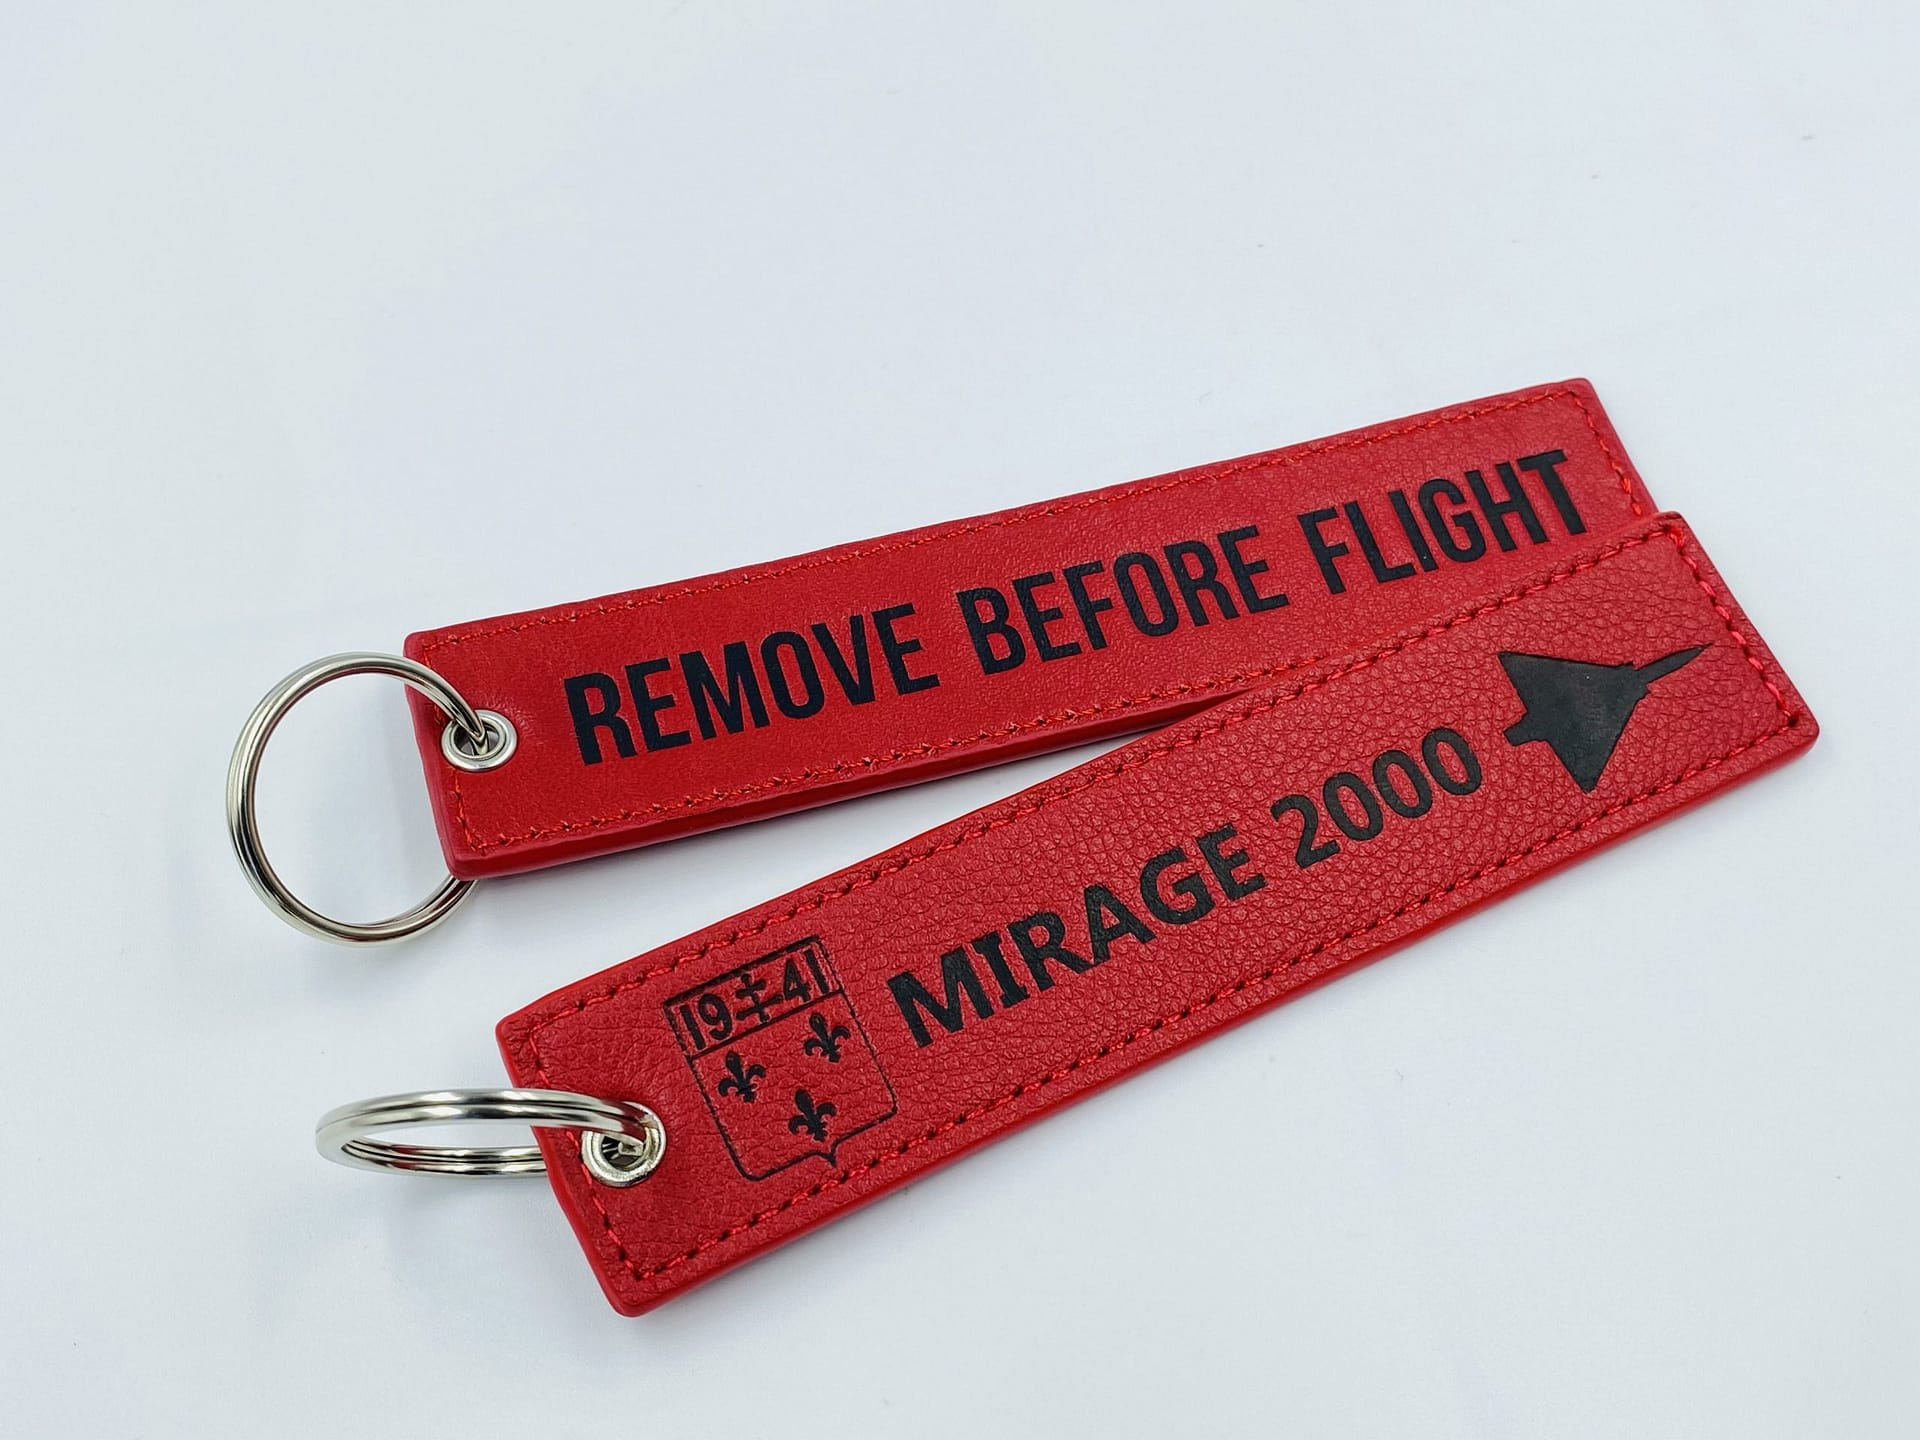 REMOVE BEFORE FLIGHT
19 41
MIRAGE 2000